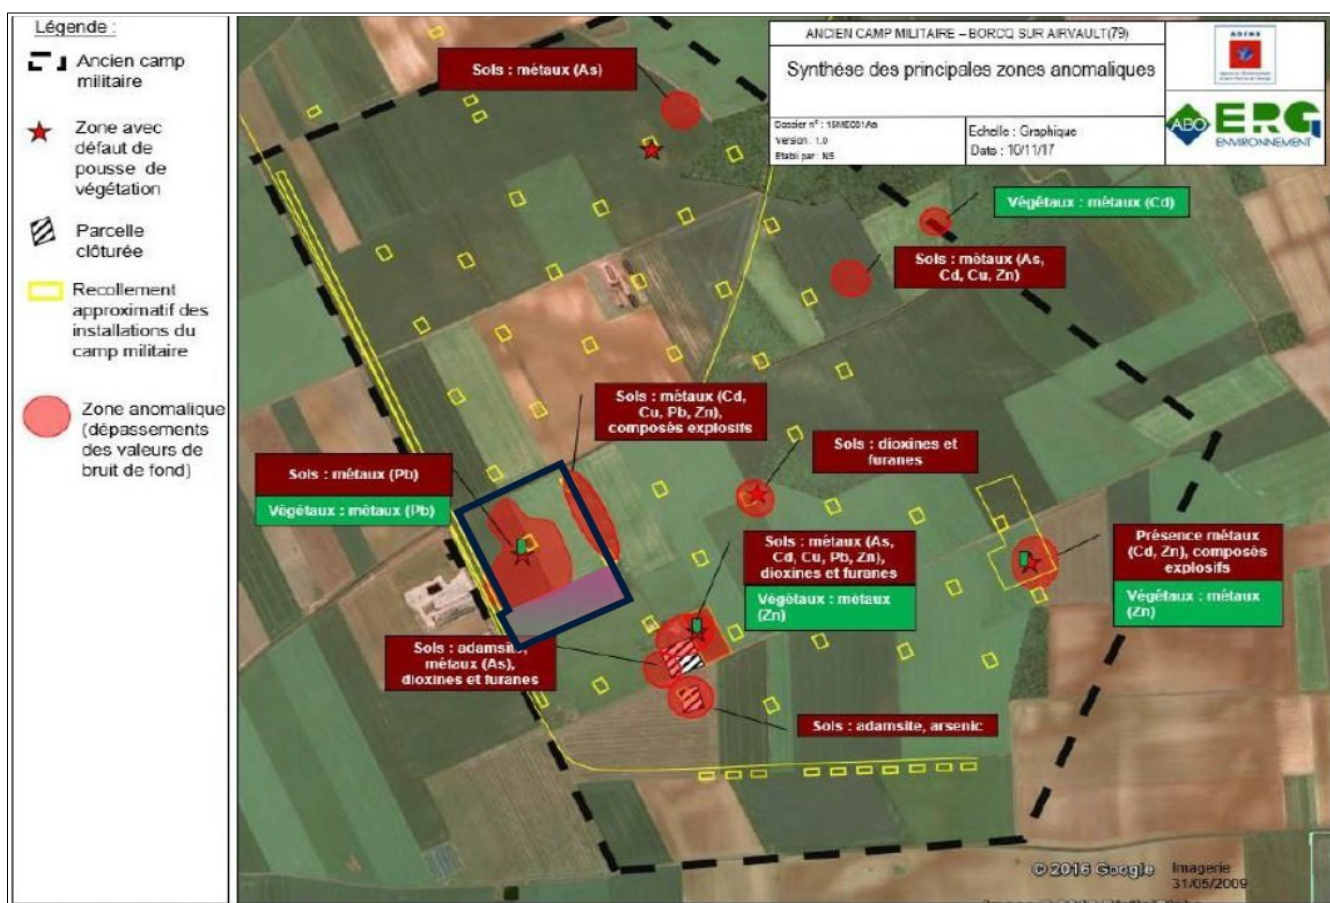 Légende :
Ancien camp
militaire
Zone avec
défaut de
pousse de
végétation
Parcelle
clôturée
Recollement
approximatif des
installations du
camp militaire
Zone anomalique
(dépassements
des valeurs de
bruit de fond)
ANCIEN CAMP MILITAIRE – BORCQ SUR AIRVAULT(79)
Synthèse des principales zones anomaliques
Version : 1.0
Etabli par : NS
Echelle : Graphique
Date : 10/11/17
ADEME
ABO ERG
ENVIRONNEMENT
Sols : métaux (As)
Végétaux : métaux (Cd)
Sols : métaux (As,
Cd, Cu, Zn)
Sols : métaux (Cd,
Cu, Pb, Zn),
composés explosifs
Sols : dioxines et
furanes
Sols : métaux (Pb)
Végétaux : métaux (Pb)
Sols : métaux (As,
Cd, Cu, Pb, Zn),
dioxines et furanes
Végétaux : métaux
(Zn)
Présence métaux
(Cd, Zn), composés
explosifs
Végétaux : métaux
(Zn)
Sols : adamsite,
métaux (As),
dioxines et furanes
Sols : adamsite, arsenic
© 2016 Google
Imagerie
31/05/2009